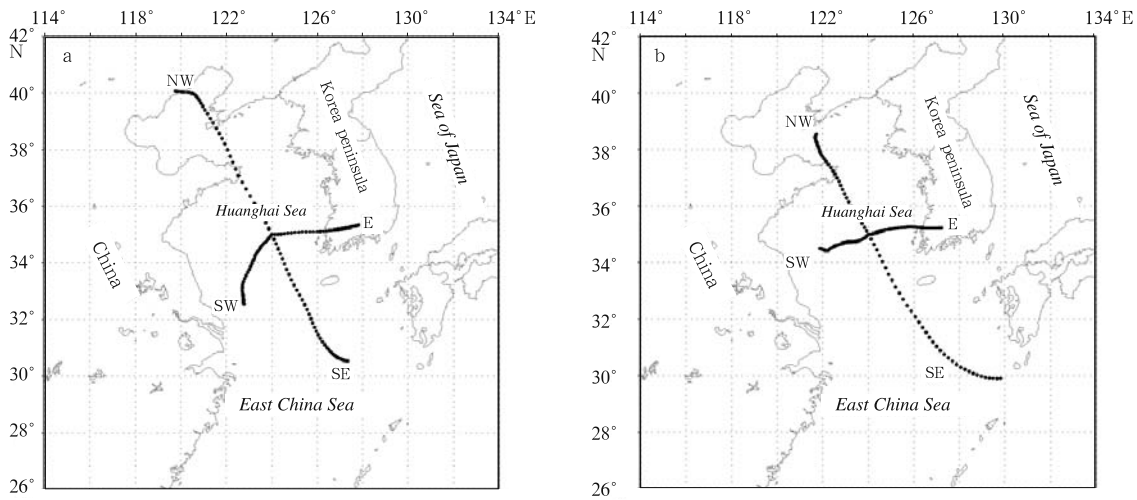 114° 118° 122° 126° 130° 134° E
42°
N
a
NW
40°
Korea peninsula
Sea of Japan
38°
36°
Huanghai Sea
E
34°
China
SW
32°
SE
30°
East China Sea
28°
26°
114° 118° 122° 126° 130° 134° E
42°
N
b
40°
NW
Korea peninsula
Sea of Japan
38°
36°
Huanghai Sea
E
34°
SW
China
32°
30°
SE
East China Sea
28°
26°